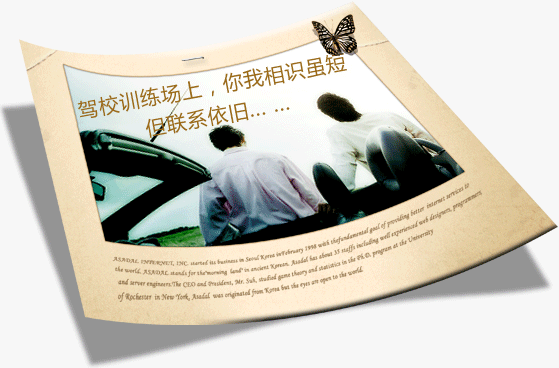 驾校训练场上，你我相识虽短
但联系依旧... ...
ASADAL, INTERNET, INC. started its business in Seoul Korea inFebruary 1998 with thefundamental goal of providing better internet services to
the world. ASADAL stands for the"morning land" in ancient Korean. Asadal has about 35 staffs including well experienced web designers, programmers,
and server engineers.The CEO and President, Mr. Suh, studied game theory and statistics in the Ph.D. program at the University
of Rochester in New York, Asadal was originated from Korea but the eyes are open to the world.